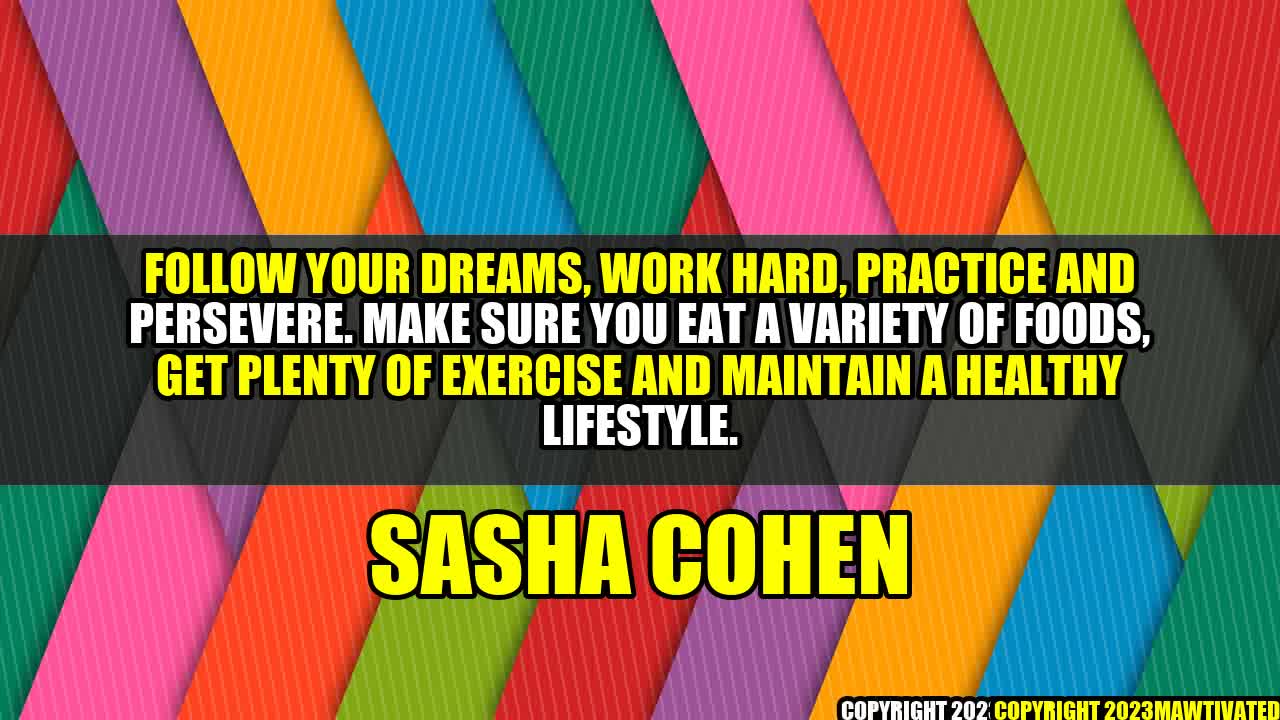 FOLLOW YOUR DREAMS, WORK HARD, PRACTICE AND
PERSEVERE. MAKE SURE YOU EAT A VARIETY OF FOODS,
GET PLENTY OF EXERCISE AND MAINTAIN A HEALTHY
LIFESTYLE.
SASHA COHEN
COPYRIGHT 202 COPYRIGHT 2023MAWTIVATED